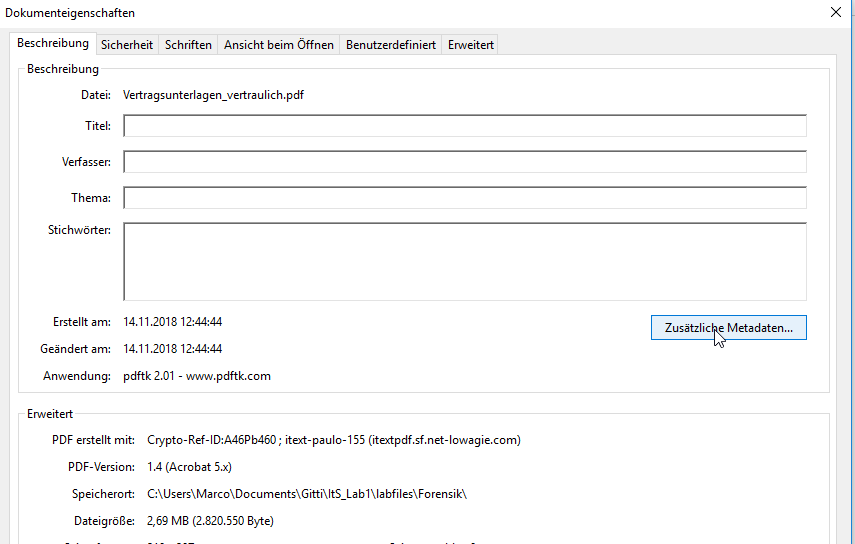 Dokumenteigenschaften
Beschreibung Sicherheit Schriften Ansicht beim Öffnen Benutzerdefiniert Erweitert
Beschreibung
Datei: Vertragsunterlagen_vertraulich.pdf
Titel:
Verfasser:
Thema:
Stichwörter:
Erstellt am: 14.11.2018 12:44:44
Zusätzliche Metadaten...
Geändert am: 14.11.2018 12:44:44
Anwendung: pdftk 2.01 - www.pdftk.com
Erweitert
PDF erstellt mit: Crypto-Ref-ID:A46Pb460 ; itext-paulo-155 (itextpdf.sf.net-lowagie.com)
PDF-Version: 1.4 (Acrobat 5.x)
Speicherort: C:\Users\Marco\Documents\Gitti\ItS_Lab1\labfiles\Forensik\
Dateigröße: 2,69 MB (2.820.550 Byte)